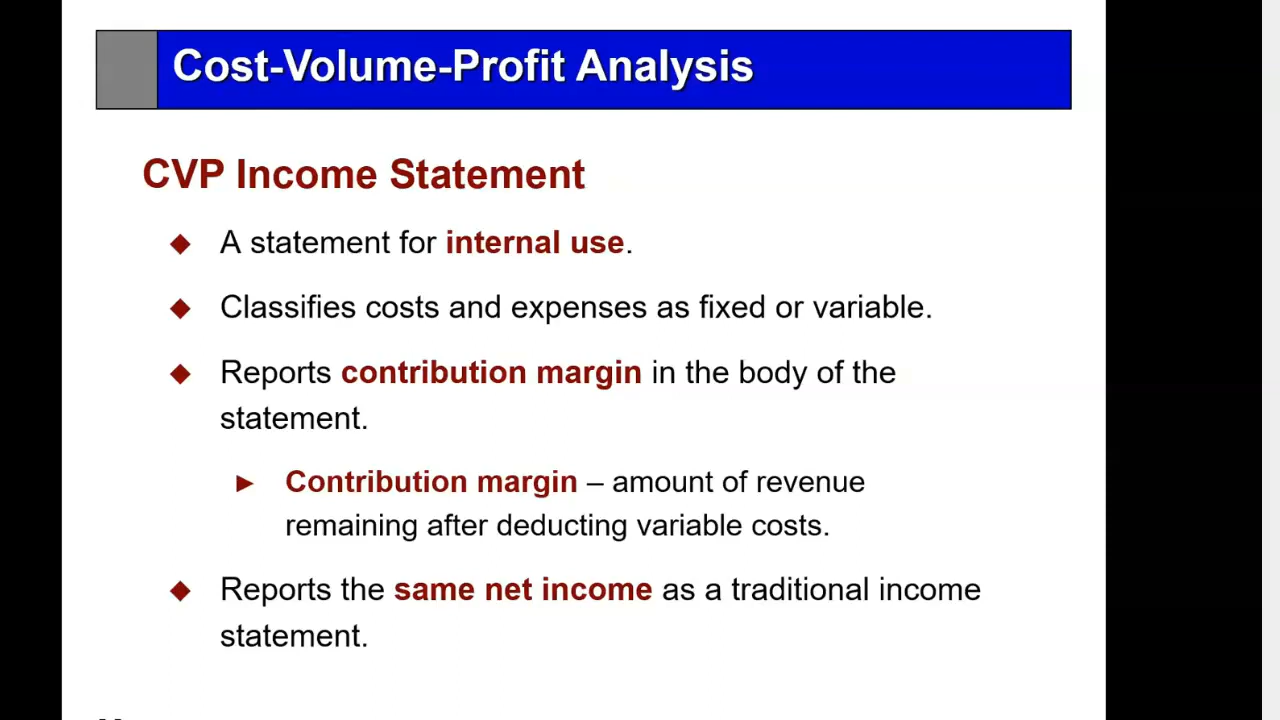 Cost-Volume-Profit Analysis
CVP Income Statement
A statement for internal use.
Classifies costs and expenses as fixed or variable.
Reports contribution margin in the body of the
statement.
Contribution margin – amount of revenue
remaining after deducting variable costs.
Reports the same net income as a traditional income
statement.